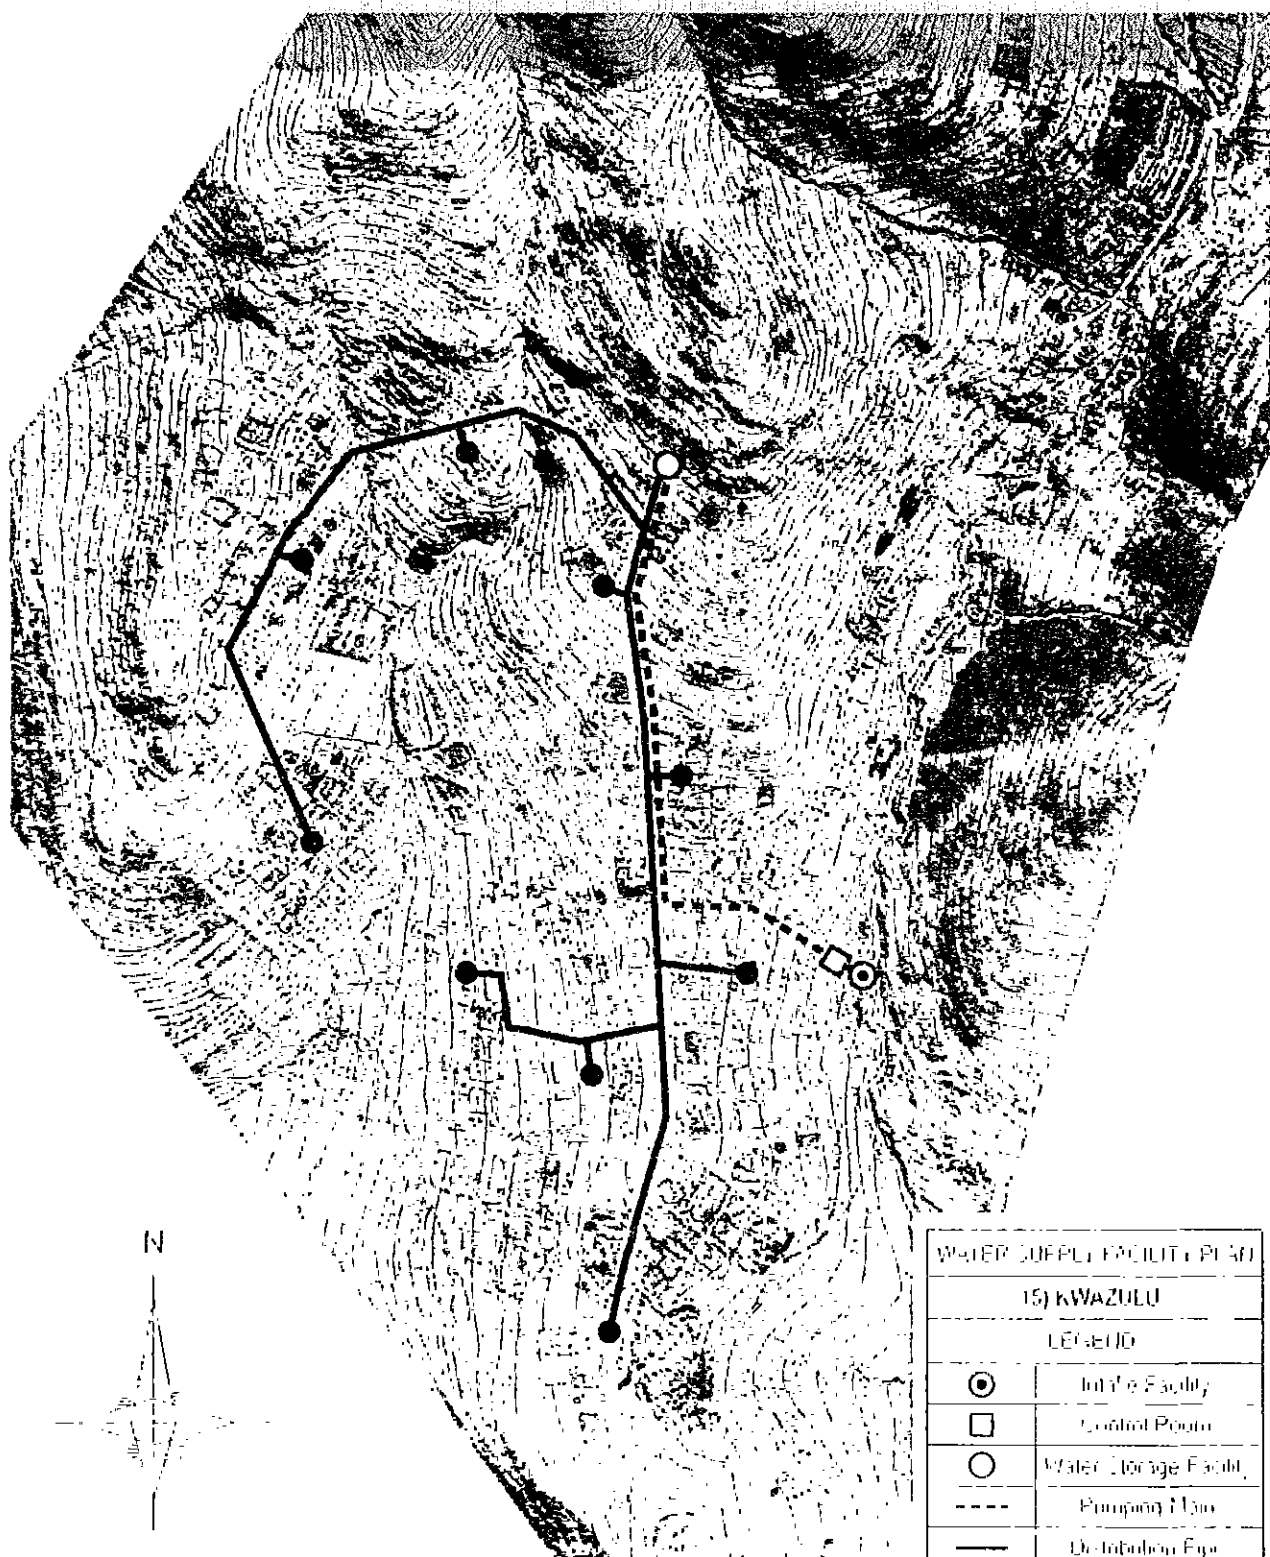 N
WATER SUPPLY FACILITY PLAN
15) KWAZULU
LEGEND
Intake Facility
Control Room
Water Storage Facility
Pumping Main
Distribution Pipe